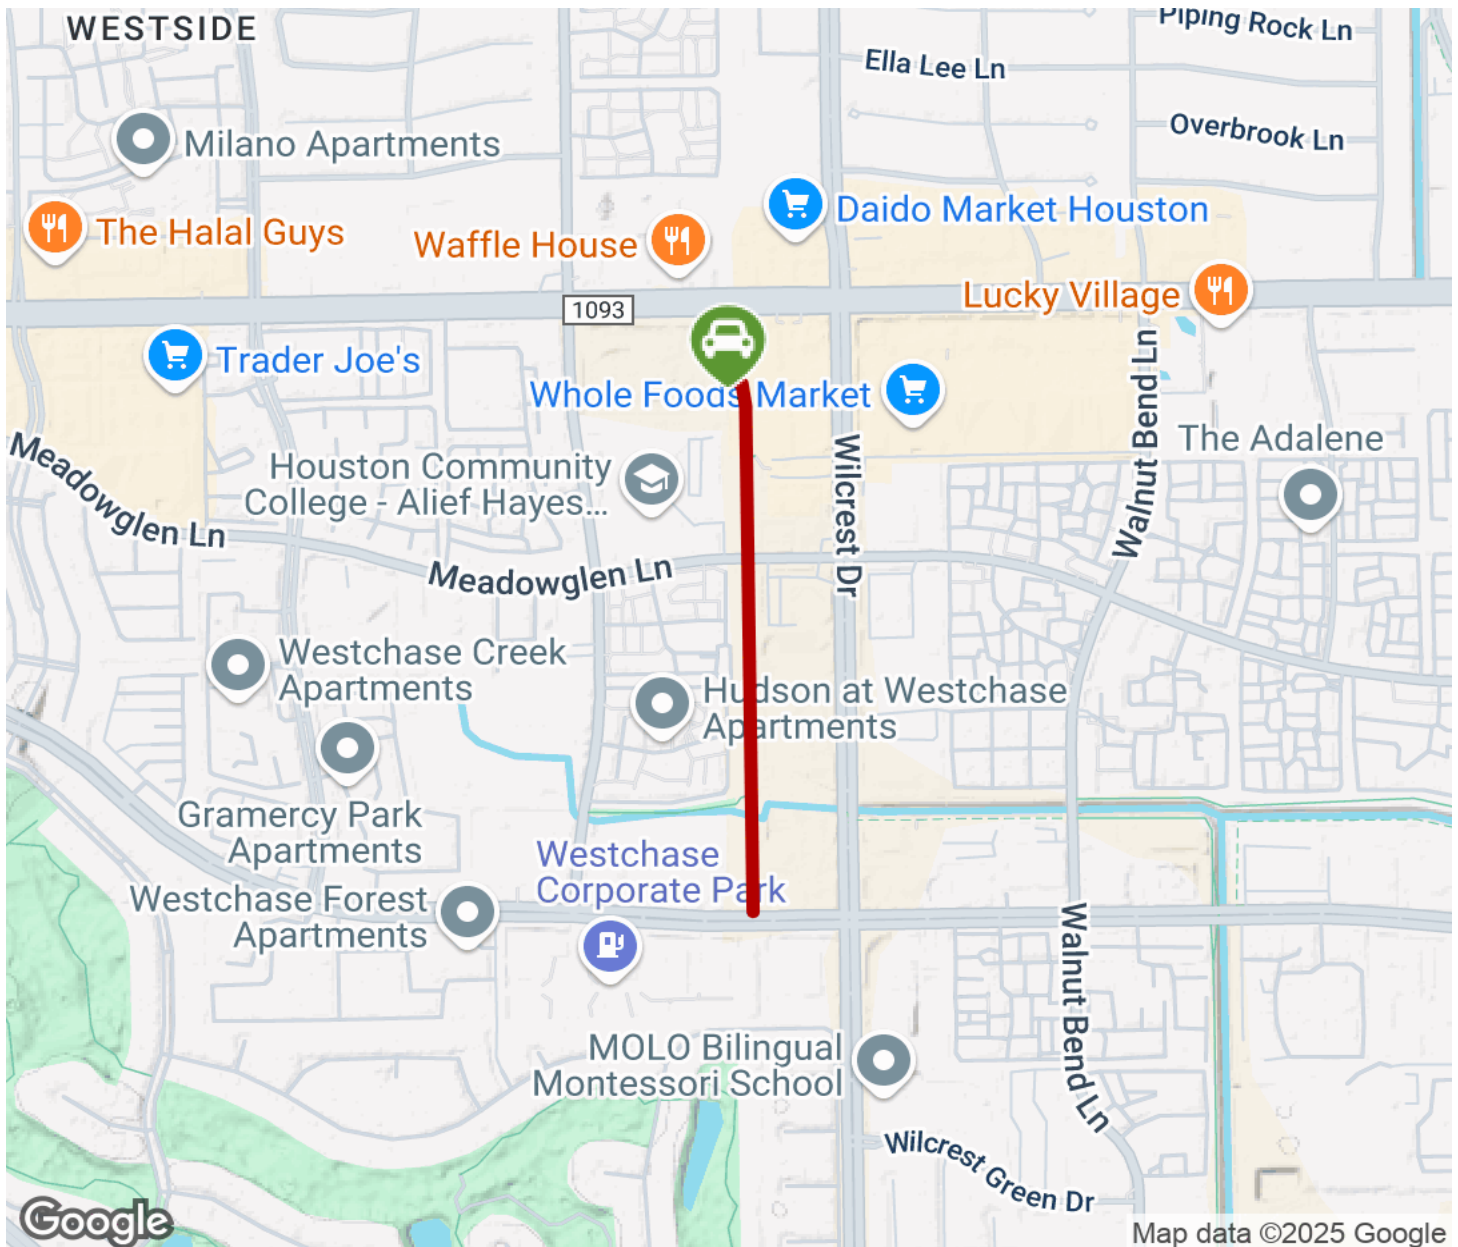 WESTSIDE
Piping Rock Ln
Ella Lee Ln
Overbrook Ln
Milano Apartments
Daido Market Houston
The Halal Guys
Waffle House
Lucky Village
1093
Trader Joe's
Whole Foods Market
Walnut Bend Ln
The Adalene
Wilcrest Dr
Meadowglen Ln
Houston Community
College - Alief Hayes...
Meadowglen Ln
Westchase Creek
Apartments
Hudson at Westchase
Apartments
Gramercy Park
Apartments
Westchase
Corporate Park
Westchase Forest
Apartments
Walnut Bend Ln
MOLO Bilingual
Montessori School
Wilcrest Green Dr
Google
Map data ©2025 Google